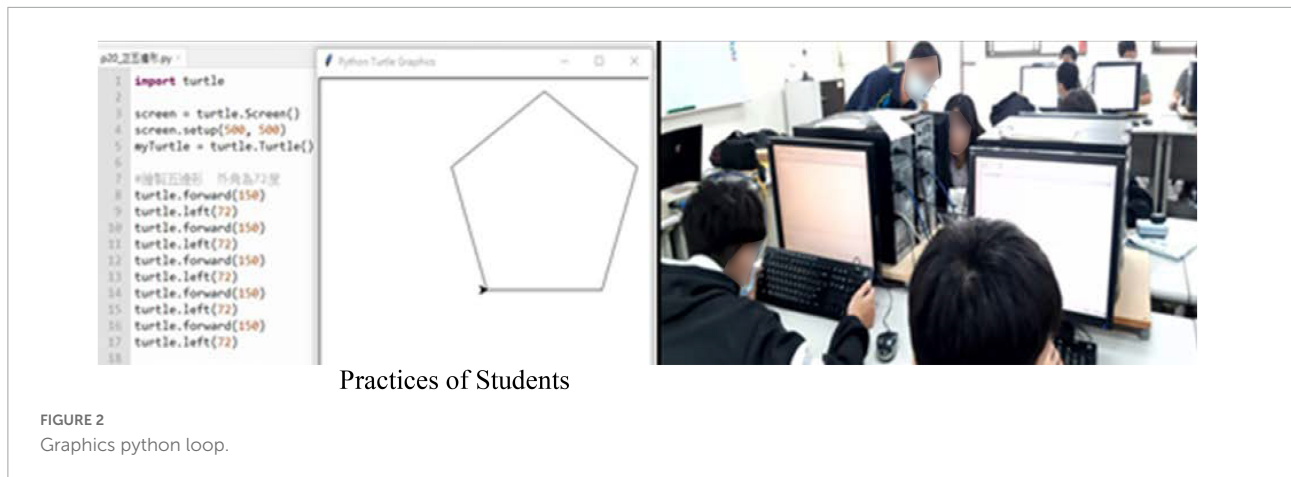 p20_正五邊形.py
1 import turtle
2
3 screen = turtle.Screen()
4 screen.setup(500, 500)
5 myTurtle = turtle.Turtle()
6
7 #繪製五邊形 外角為72度
8 turtle.forward(150)
9 turtle.left(72)
10 turtle.forward(150)
11 turtle.left(72)
12 turtle.forward(150)
13 turtle.left(72)
14 turtle.forward(150)
15 turtle.left(72)
16 turtle.forward(150)
17 turtle.left(72)
18
Python Turtle Graphics
Practices of Students
FIGURE 2
Graphics python loop.